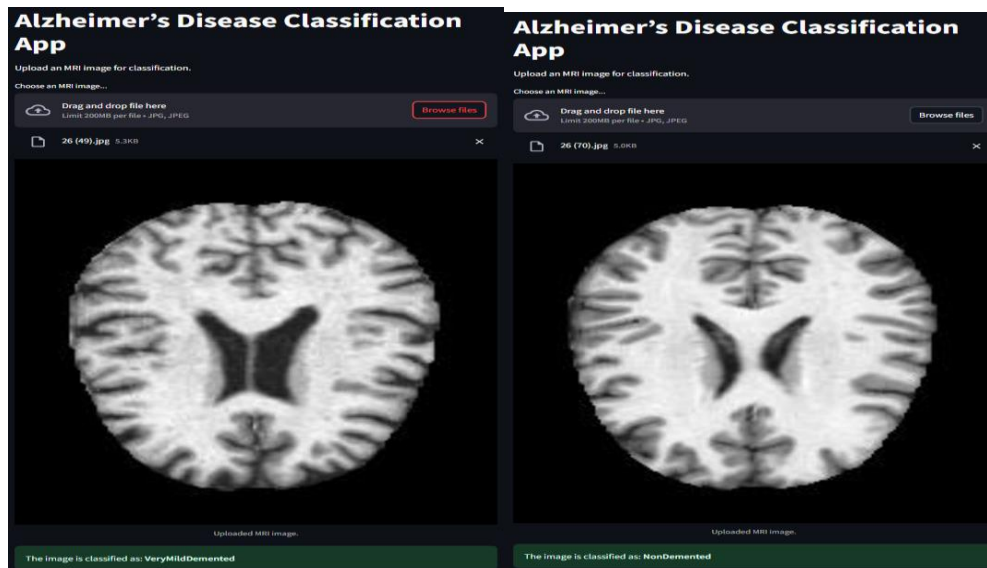 Alzheimer’s Disease Classification
App
Upload an MRI image for classification.
Choose an MRI image...
Drag and drop file here
Limit 200MB per file • JPG, JPEG
Browse files
26 (49).jpg 5.3KB
Uploaded MRI image.
The image is classified as: VeryMildDemented
Alzheimer’s Disease Classification
App
Upload an MRI image for classification.
Choose an MRI image...
Drag and drop file here
Limit 200MB per file • JPG, JPEG
Browse files
26 (70).jpg 5.0KB
Uploaded MRI image.
The image is classified as: NonDemented